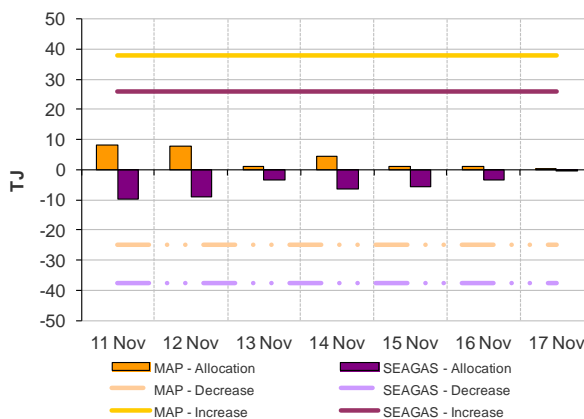 50
40
30
20
10
0
-10
-20
-30
-40
-50
TJ
11 Nov 12 Nov 13 Nov 14 Nov 15 Nov 16 Nov 17 Nov
MAP - Allocation SEAGAS - Allocation
MAP - Decrease SEAGAS - Decrease
MAP - Increase SEAGAS - Increase